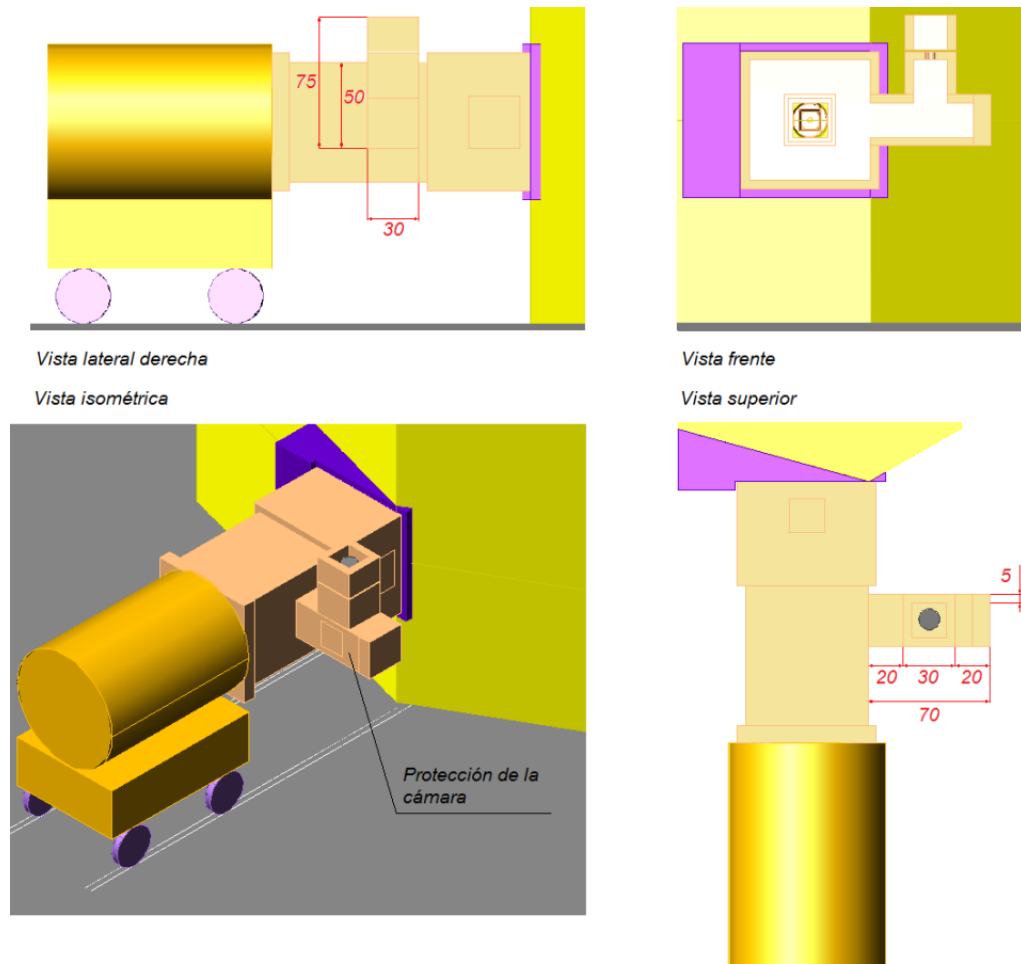 75
50
30
Vista lateral derecha
Vista frente
Vista isométrica
Vista superior
5
20
30
20
70
Protección de la
cámara